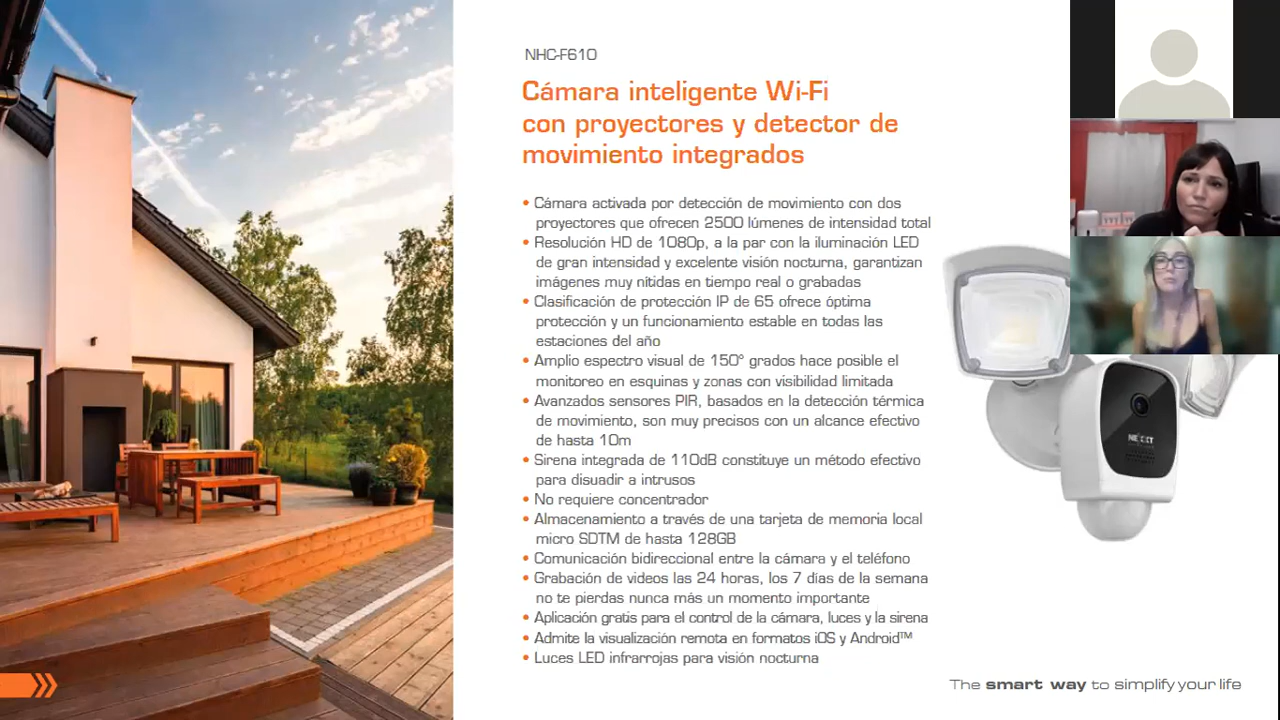 NHC-F610
Cámara inteligente Wi-Fi
con proyectores y detector de
movimiento integrados
• Cámara activada por detección de movimiento con dos
proyectores que ofrecen 2500 lúmenes de intensidad total
• Resolución HD de 1080p, a la par con la iluminación LED
de gran intensidad y excelente visión nocturna, garantizan
imágenes muy nítidas en tiempo real o grabadas
• Clasificación de protección IP de 65 ofrece óptima
protección y un funcionamiento estable en todas las
estaciones del año
• Amplio espectro visual de 150° grados hace posible el
monitoreo en esquinas y zonas con visibilidad limitada
• Avanzados sensores PIR, basados en la detección térmica
de movimiento, son muy precisos con un alcance efectivo
de hasta 10m
• Sirena integrada de 110dB constituye un método efectivo
para disuadir a intrusos
• No requiere concentrador
• Almacenamiento a través de una tarjeta de memoria local
micro SDTM de hasta 128GB
• Comunicación bidireccional entre la cámara y el teléfono
• Grabación de videos las 24 horas, los 7 días de la semana
no te pierdas nunca más un momento importante
• Aplicación gratis para el control de la cámara, luces y la sirena
• Admite la visualización remota en formatos iOS y Android™
• Luces LED infrarrojas para visión nocturna
NEXXT
The smart way to simplify your life